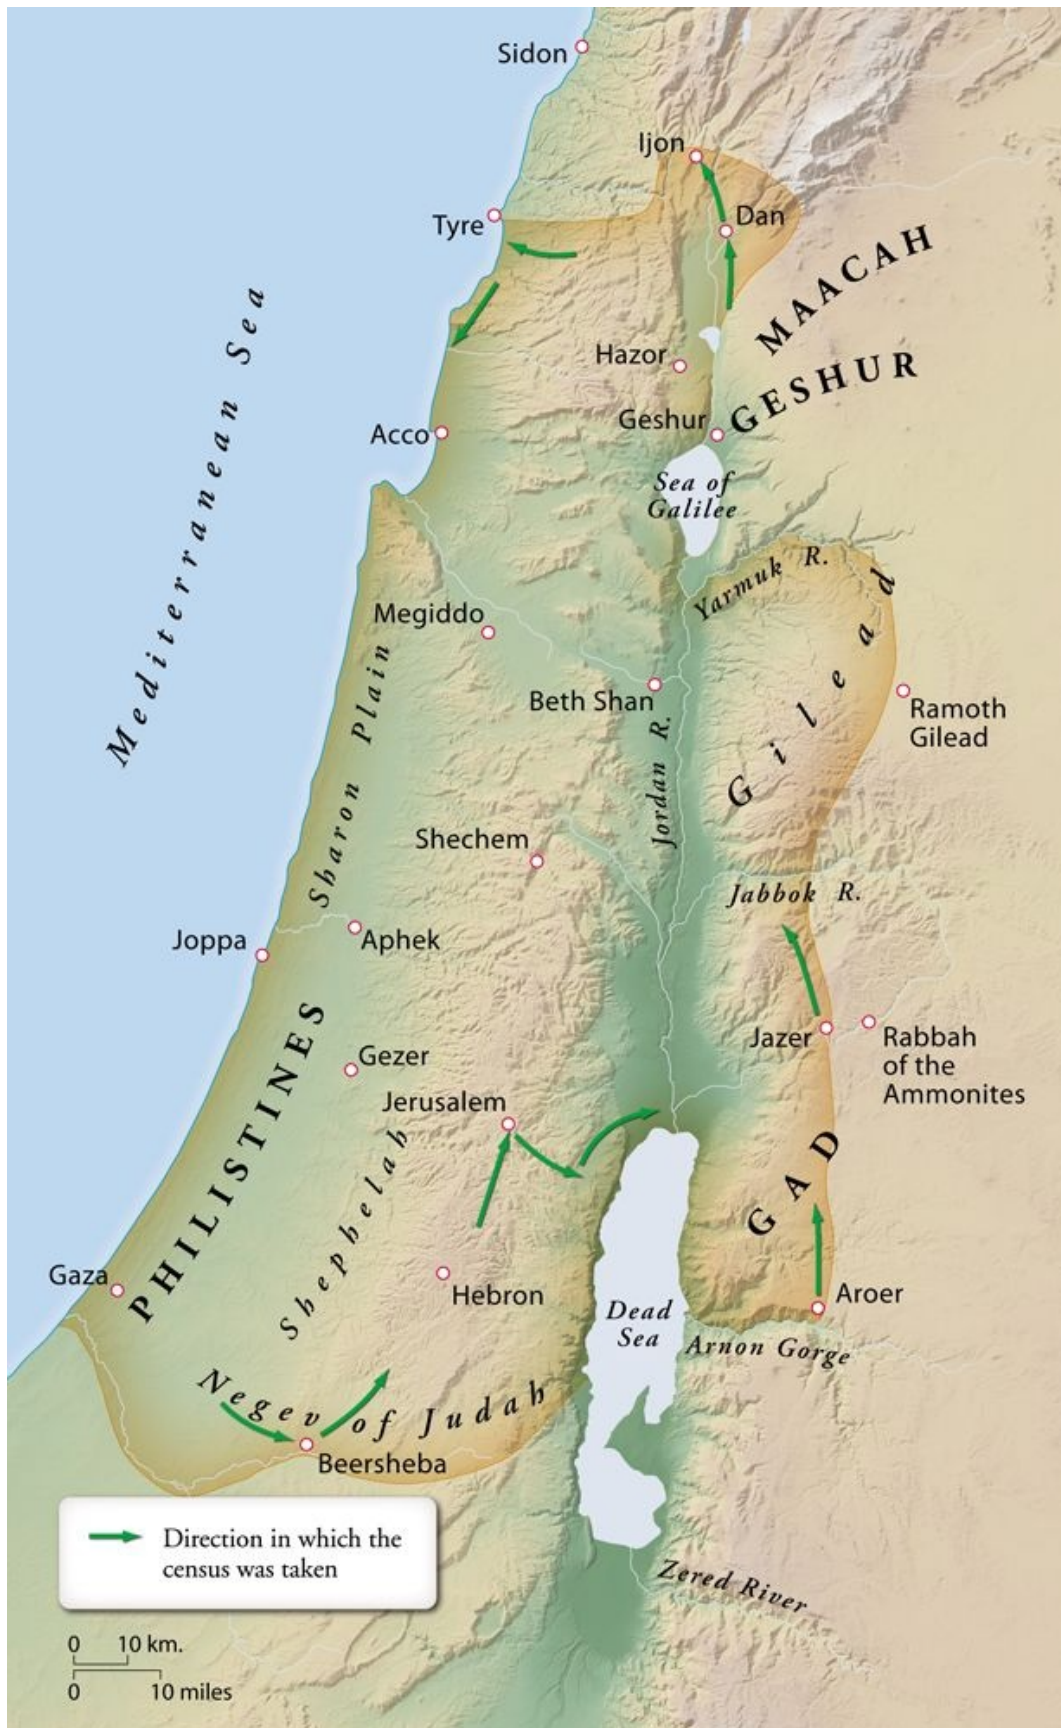 Sidon
Ijon
Tyre
Dan
MAACAH
Mediterranean Sea
Hazor
GESHUR
Geshur
Acco
Sea of
Galilee
Yarmuk R.
Gilead
Megiddo
Sharon Plain
Beth Shan
Ramoth
Gilead
Jordan R.
Shechem
Jabbok R.
Joppa
Aphek
PHILISTINES
Jazer
Rabbah
of the
Ammonites
Gezer
Jerusalem
Shephelah
GAD
Gaza
Hebron
Aroer
Dead
Sea
Arnon Gorge
Negev of Judah
Beersheba
Direction in which the
census was taken
Zered River
0 10 km.
0 10 miles